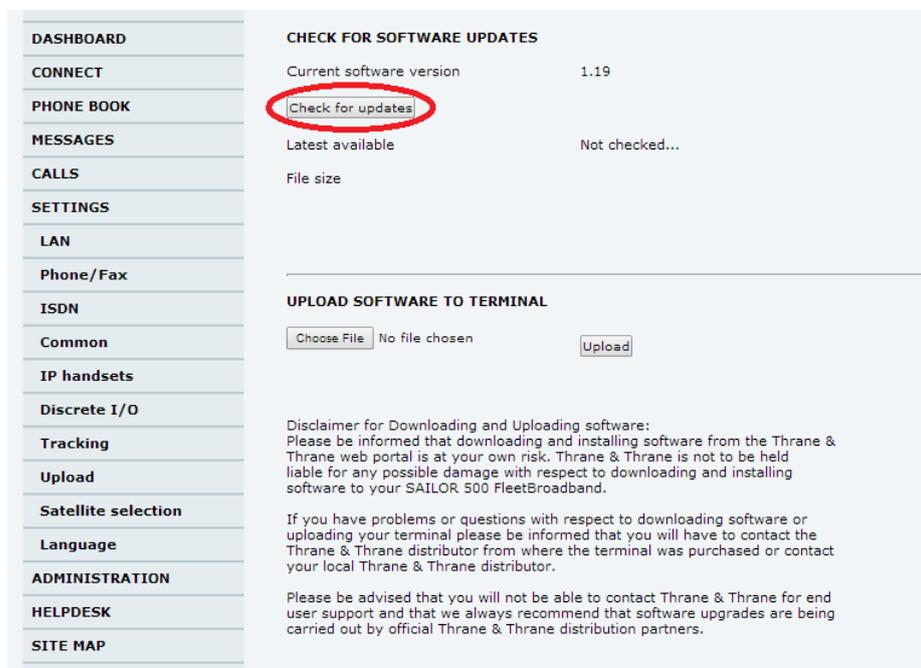 DASHBOARD
CONNECT
PHONE BOOK
MESSAGES
CALLS
SETTINGS
LAN
Phone/Fax
ISDN
Common
IP handsets
Discrete I/O
Tracking
Upload
Satellite selection
Language
ADMINISTRATION
HELPDESK
SITE MAP
CHECK FOR SOFTWARE UPDATES
Current software version 1.19
Check for updates
Latest available Not checked...
File size
UPLOAD SOFTWARE TO TERMINAL
Choose File No file chosen Upload
Disclaimer for Downloading and Uploading software:
Please be informed that downloading and installing software from the Thrane &
Thrane web portal is at your own risk. Thrane & Thrane is not to be held
liable for any possible damage with respect to downloading and installing
software to your SAILOR 500 FleetBroadband.
If you have problems or questions with respect to downloading software or
uploading your terminal please be informed that you will have to contact the
Thrane & Thrane distributor from where the terminal was purchased or contact
your local Thrane & Thrane distributor.
Please be advised that you will not be able to contact Thrane & Thrane for end
user support and that we always recommend that software upgrades are being
carried out by official Thrane & Thrane distribution partners.